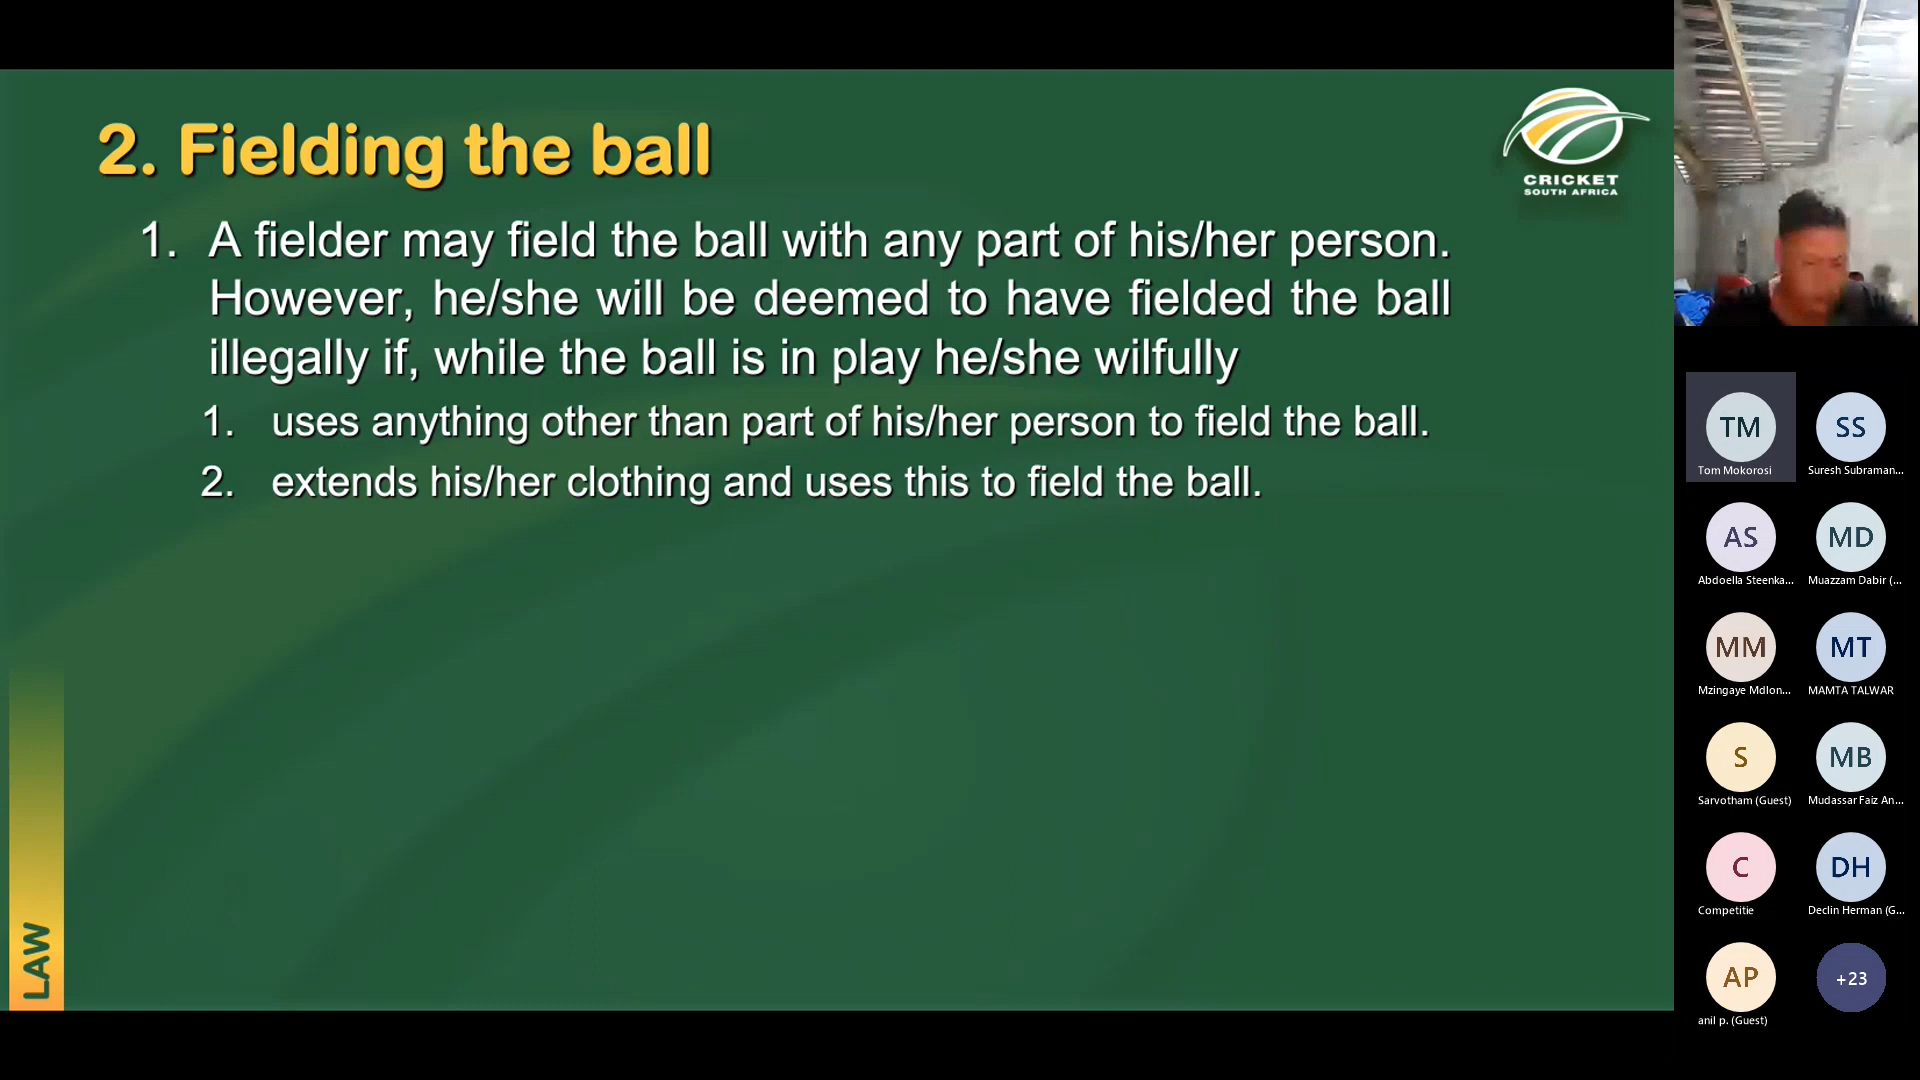 2. Fielding the ball
CRICKET
SOUTH AFRICA
1. A fielder may field the ball with any part of his/her person.
However, he/she will be deemed to have fielded the ball
illegally if, while the ball is in play he/she wilfully
1. uses anything other than part of his/her person to field the ball.
2. extends his/her clothing and uses this to field the ball.
LAW
TM
SS
Tom Mokorosi
Suresh Subraman...
AS
MD
Abdoella Steenka...
Muazzam Dabir (...
MM
MT
Mzingaye Mdlon...
MAMTA TALWAR
S
MB
Sarvotham (Guest)
Mudassar Faiz An...
C
DH
Competitie
Declin Herman (G...
AP
+23
anil p. (Guest)